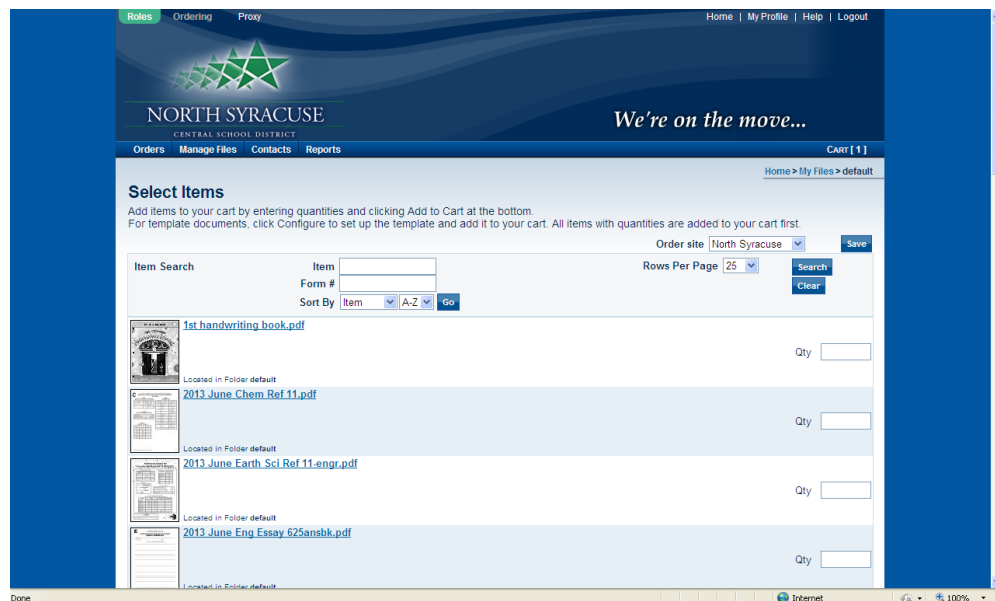 Roles Ordering Proxy Home | My Profile | Help | Logout
NORTH SYRACUSE
CENTRAL SCHOOL DISTRICT
We're on the move...
Orders Manage Files Contacts Reports CART [ 1 ]
Home > My Files > default
Select Items
Add items to your cart by entering quantities and clicking Add to Cart at the bottom.
For template documents, click Configure to set up the template and add it to your cart. All items with quantities are added to your cart first.
Order site North Syracuse Save
Item Search Item Rows Per Page 25 Search
Form # Clear
Sort By Item A-Z Go
1st handwriting book.pdf
Qty
Located in Folder default
2013 June Chem Ref 11.pdf
Qty
Located in Folder default
2013 June Earth Sci Ref 11-engr.pdf
Qty
Located in Folder default
2013 June Eng Essay 625ansbk.pdf
Qty
Located in Folder default
Done Internet 100%